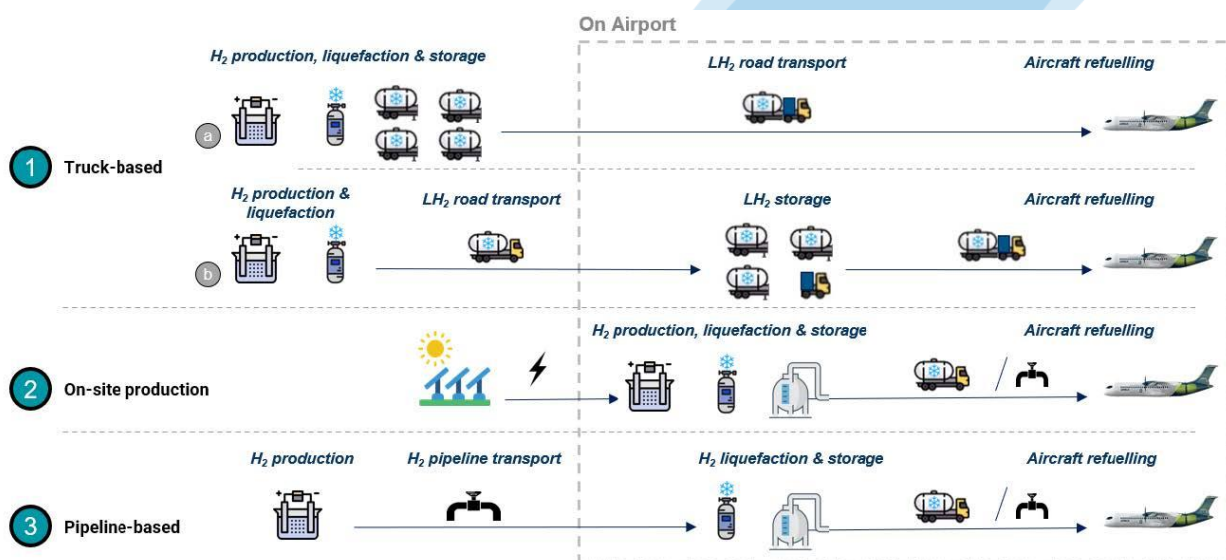 On Airport
H₂ production, liquefaction & storage
LH₂ road transport
Aircraft refuelling
a
1
Truck-based
H₂ production &
liquefaction
LH₂ road transport
LH₂ storage
Aircraft refuelling
b
H₂ production, liquefaction & storage
Aircraft refuelling
2
On-site production
H₂ production
H₂ pipeline transport
H₂ liquefaction & storage
Aircraft refuelling
3
Pipeline-based